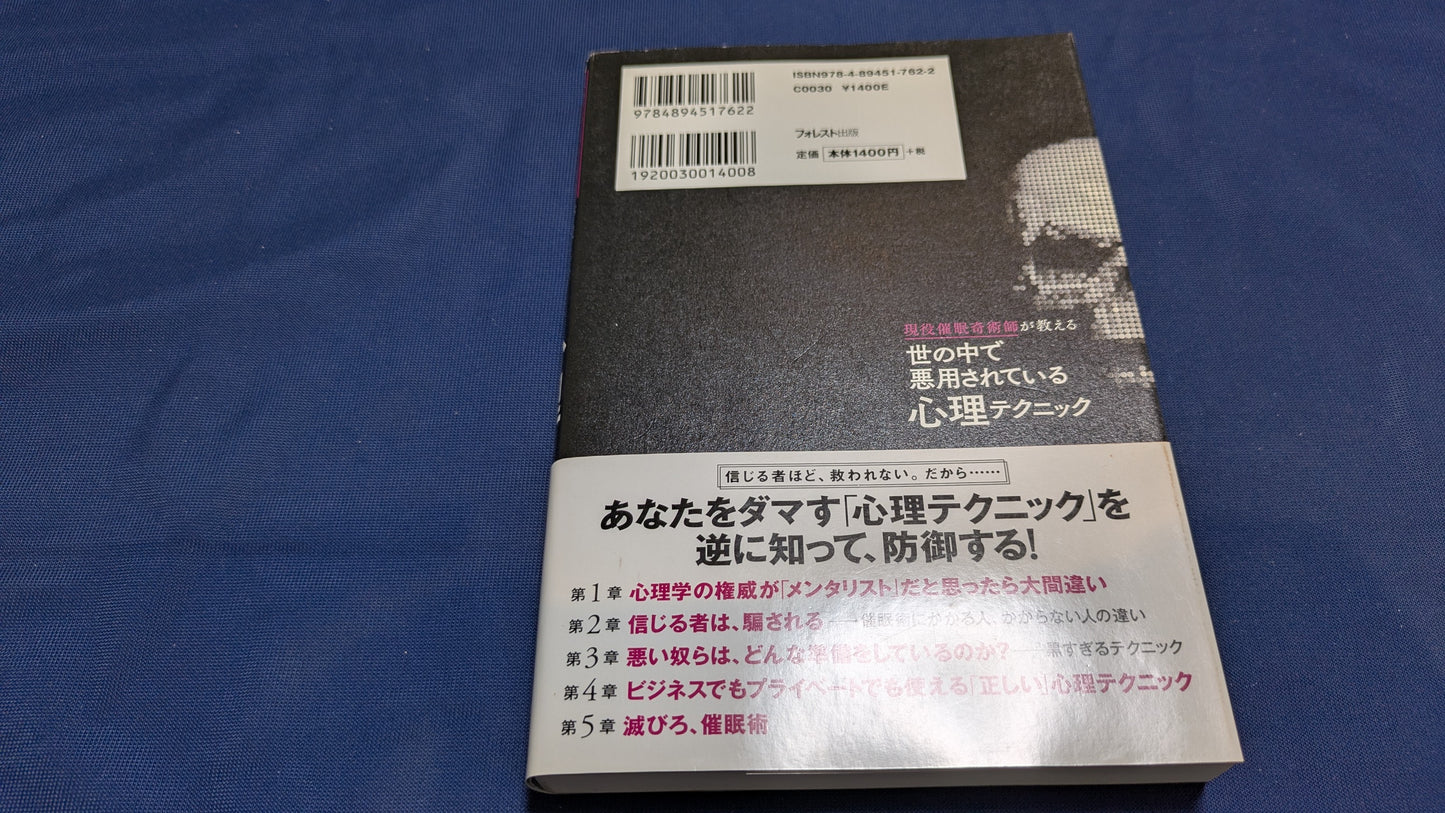 ISBN978-4-89451-762-2
C0030 ¥1400E
9784894517622
フォレスト出版
定価 本体1400円 +税
1920030014008
現役催眠奇術師が教える
世の中で
悪用されている
心理テクニック
信じる者ほど、救われない。だから……
あなたをダマす「心理テクニック」を
逆に知って、防御する!
第1章 心理学の権威が「メンタリスト」だと思ったら大間違い
第2章 信じる者は、騙される──催眠術にかかる人、かからない人の違い
第3章 悪い奴らは、どんな準備をしているのか?──黒すぎるテクニック
第4章 ビジネスでもプライベートでも使える「正しい」心理テクニック
第5章 滅びろ、催眠術